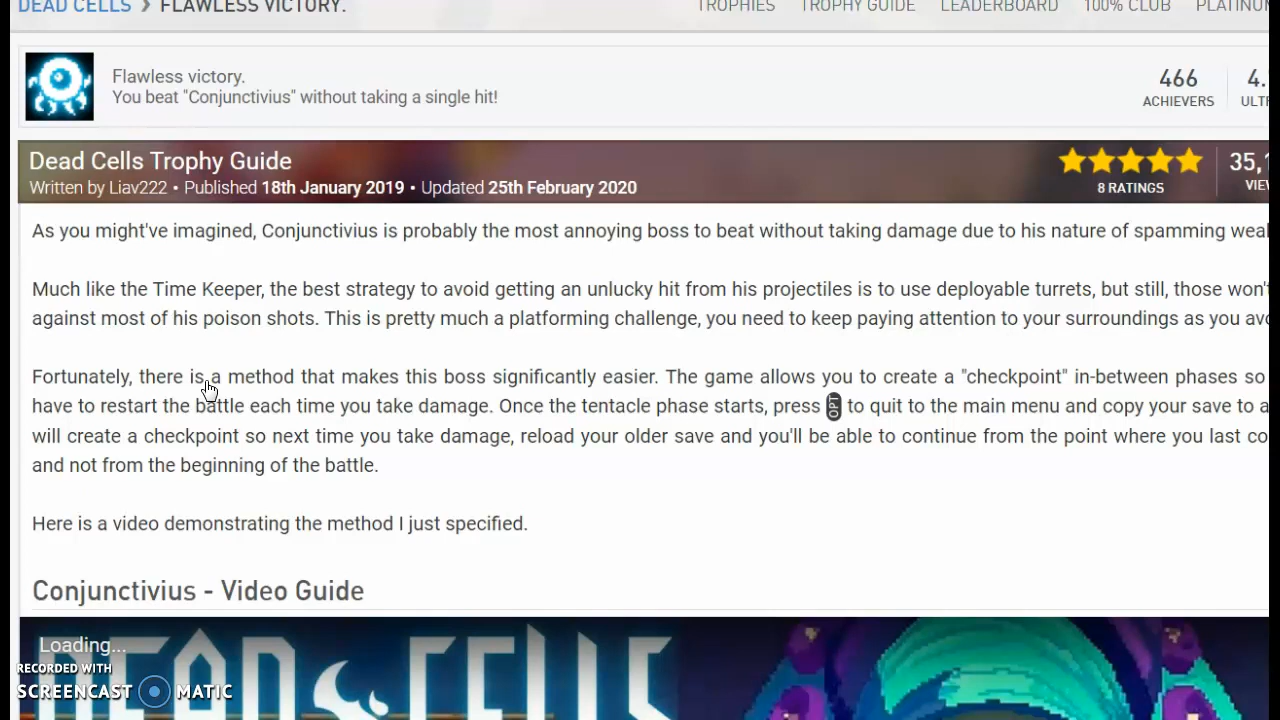 DEAD CELLS › FLAWLESS VICTORY.
TROPHIES TROPHY GUIDE LEADERBOARD 100% CLUB
Flawless victory.
You beat "Conjunctivius" without taking a single hit!
466
ACHIEVERS
Dead Cells Trophy Guide
Written by Liav222 • Published 18th January 2019 • Updated 25th February 2020
8 RATINGS
As you might've imagined, Conjunctivius is probably the most annoying boss to beat without taking damage due to his nature of spamming
Much like the Time Keeper, the best strategy to avoid getting an unlucky hit from his projectiles is to use deployable turrets, but still, those won't
against most of his poison shots. This is pretty much a platforming challenge, you need to keep paying attention to your surroundings as you
Fortunately, there is a method that makes this boss significantly easier. The game allows you to create a "checkpoint" in-between phases so
have to restart the battle each time you take damage. Once the tentacle phase starts, press OPT to quit to the main menu and copy your save to
will create a checkpoint so next time you take damage, reload your older save and you'll be able to continue from the point where you last
and not from the beginning of the battle.
Here is a video demonstrating the method I just specified.
Conjunctivius - Video Guide
Loading...
DEAD CELLS
RECORDED WITH
SCREENCAST MATIC